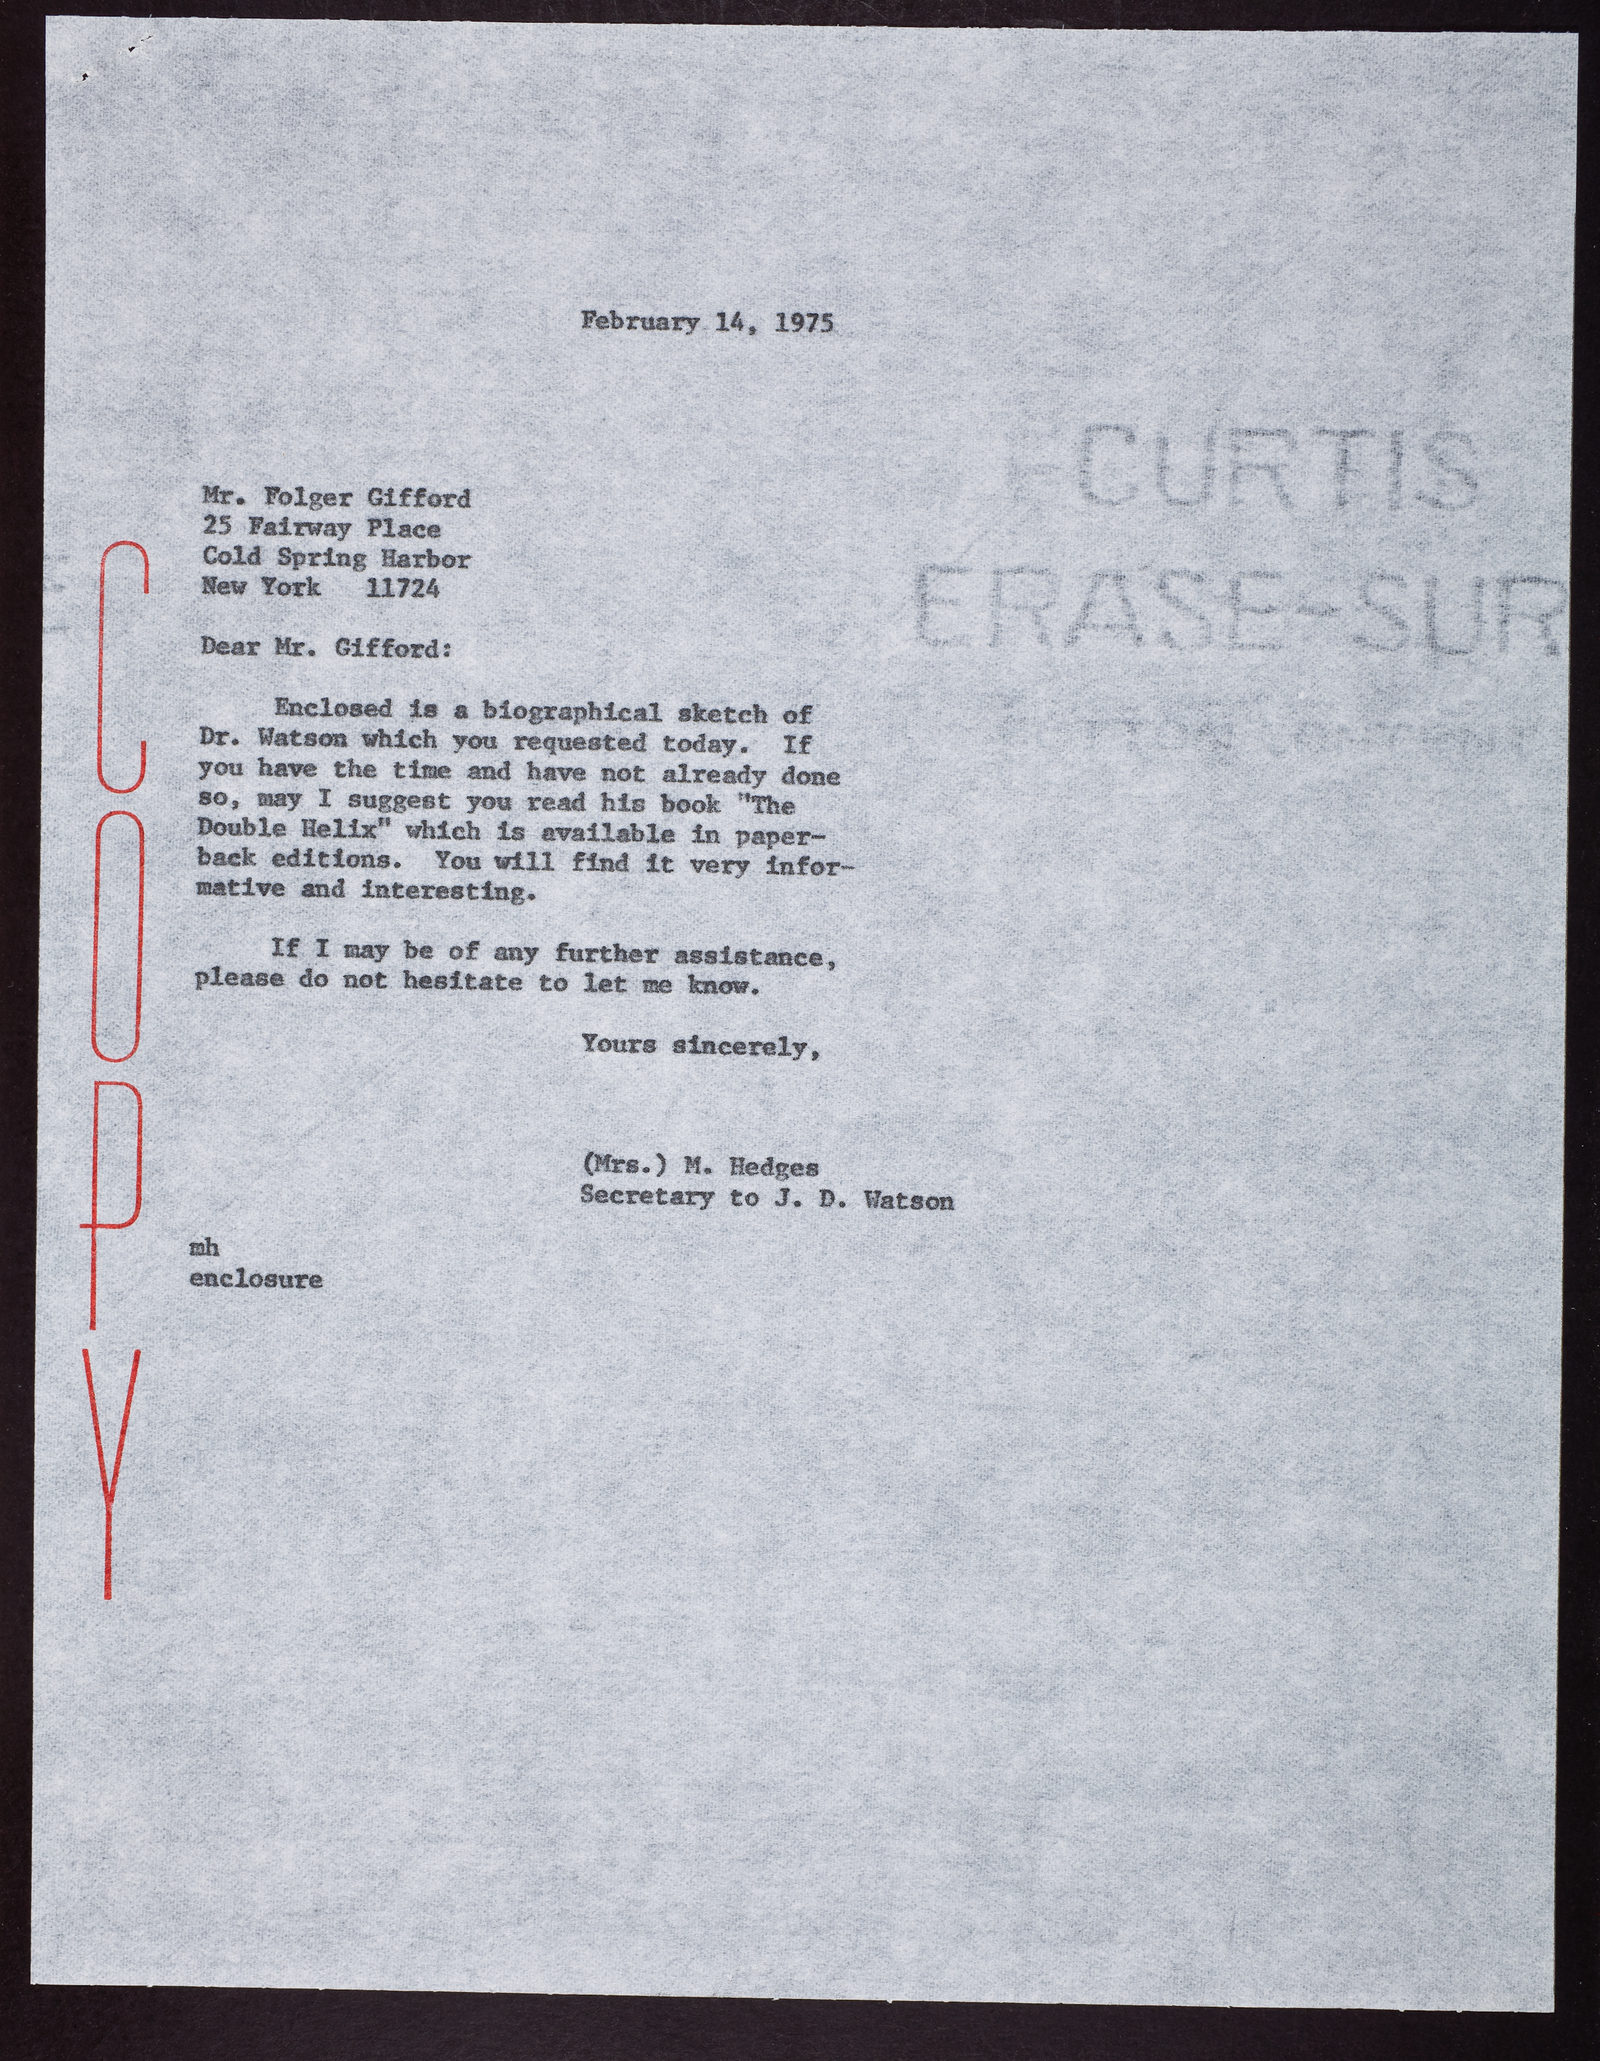 February 14, 1975
CURTIS
ERASE-SUR
Mr. Folger Gifford
25 Fairway Place
Cold Spring Harbor
New York 11724
Dear Mr. Gifford:
Enclosed is a biographical sketch of
Dr. Watson which you requested today. If
you have the time and have not already done
so, may I suggest you read his book "The
Double Helix" which is available in paper-
back editions. You will find it very infor-
mative and interesting.
If I may be of any further assistance,
please do not hesitate to let me know.
Yours sincerely,
(Mrs.) M. Hedges
Secretary to J. D. Watson
mh
enclosure
COPY